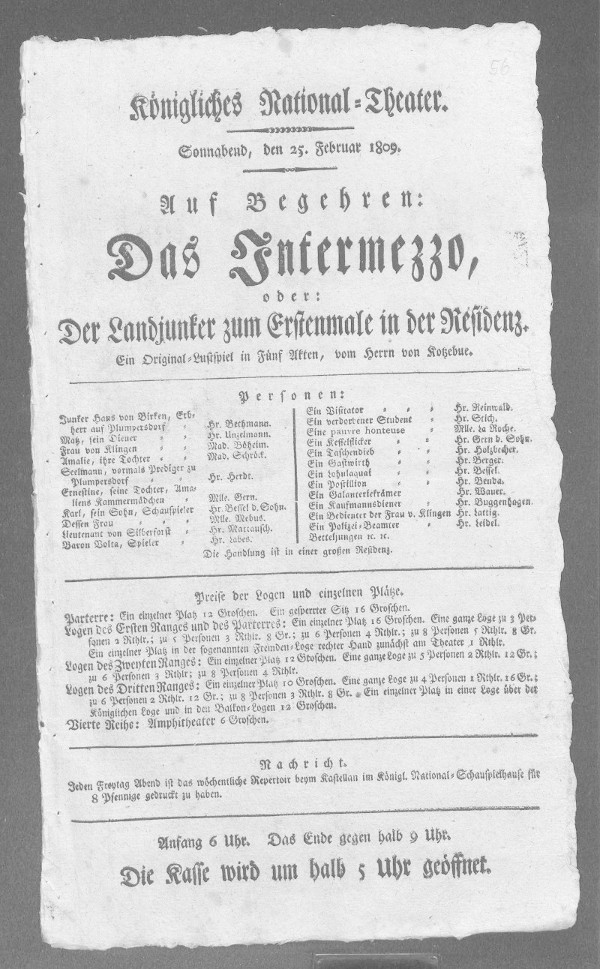 Königliches National-Theater.
Sonnabend, den 25. Februar 1809.
Auf Begehren:
Das Intermezzo,
oder:
Der Landjunker zum Erstenmale in der Residenz.
Ein Original-Lustspiel in Fünf Akten, vom Herrn von Kotzebue.
Personen:
Junker Hans von Birken, Erb-
herr auf Plumpersdorf Hr. Bethmann.
Matz, sein Diener Hr. Unzelmann.
Frau von Klingen Mad. Böheim.
Amalie, ihre Tochter Mad. Schröck.
Seelmann, vormals Prediger zu
Plumpersdorf Hr. Herdt.
Ernestine, seine Tochter, Ama-
liens Kammermädchen Mlle. Gern.
Karl, sein Sohn, Schauspieler Hr. Bessel d. Sohn.
Dessen Frau Mlle. Mebus.
Lieutenant von Silberforst Hr. Mattausch.
Baron Volta, Spieler Hr. Labes.
Ein Visitator Hr. Reinwald.
Ein verdorbener Student Hr. Stich.
Eine pauvre honteuse Mlle. da Roche.
Ein Kesselflicker Hr. Gern d. Sohn.
Ein Taschendieb Hr. Holzbecher.
Ein Gastwirth Hr. Berger.
Ein Lohnlaquai Hr. Bessel.
Ein Postillion Hr. Benda.
Ein Galanteriekrämer Hr. Wauer.
Ein Kaufmannsdiener Hr. Buggenhagen.
Ein Bedienter der Frau v. Klingen Hr. Lattig.
Ein Polizei-Beamter Hr. Leidel.
Betteljungen ꝛc. ꝛc.
Die Handlung ist in einer großen Residenz.
Preise der Logen und einzelnen Plätze.
Parterre: Ein einzelner Platz 12 Groschen. Ein gesperrter Sitz 16 Groschen.
Logen des Ersten Ranges und des Parterres: Ein einzelner Platz 16 Groschen. Eine ganze Loge zu 3 Per-
sonen 2 Rthlr.; zu 5 Personen 3 Rthlr. 8 Gr.; zu 6 Personen 4 Rthlr.; zu 8 Personen 5 Rthlr. 8 Gr.
Ein einzelner Platz in der sogenannten Fremden-Loge rechter Hand zunächst am Theater 1 Rthlr.
Logen des Zweyten Ranges: Ein einzelner Platz 12 Groschen. Eine ganze Loge zu 5 Personen 2 Rthlr. 12 Gr.;
zu 6 Personen 3 Rthlr.; zu 8 Personen 4 Rthlr.
Logen des Dritten Ranges: Ein einzelner Platz 10 Groschen. Eine ganze Loge zu 4 Personen 1 Rthlr. 16 Gr.;
zu 6 Personen 2 Rthlr. 12 Gr.; zu 8 Personen 3 Rthlr. 8 Gr. Ein einzelner Platz in einer Loge über der
Königlichen Loge und in den Balkon-Logen 12 Groschen.
Vierte Reihe: Amphitheater 6 Groschen.
Nachricht.
Jeden Freytag Abend ist das wöchentliche Repertoir beym Kastellan im Königl. National-Schauspielhause für
8 Pfennige gedruckt zu haben.
Anfang 6 Uhr. Das Ende gegen halb 9 Uhr.
Die Kasse wird um halb 5 Uhr geöffnet.